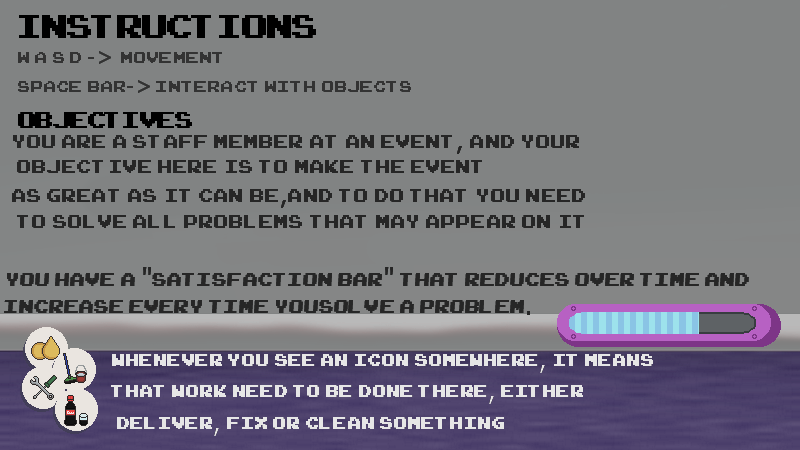 INSTRUCTIONS
W A S D -> MOVEMENT
SPACE BAR-> INTERACT WITH OBJECTS
OBJECTIVES
YOU ARE A STAFF MEMBER AT AN EVENT, AND YOUR
OBJECTIVE HERE IS TO MAKE THE EVENT
AS GREAT AS IT CAN BE,AND TO DO THAT YOU NEED
TO SOLVE ALL PROBLEMS THAT MAY APPEAR ON IT
YOU HAVE A "SATISFACTION BAR" THAT REDUCES OVER TIME AND
INCREASE EVERY TIME YOUSOLVE A PROBLEM.
WHENEVER YOU SEE AN ICON SOMEWHERE, IT MEANS
THAT WORK NEED TO BE DONE THERE, EITHER
DELIVER, FIX OR CLEAN SOMETHING